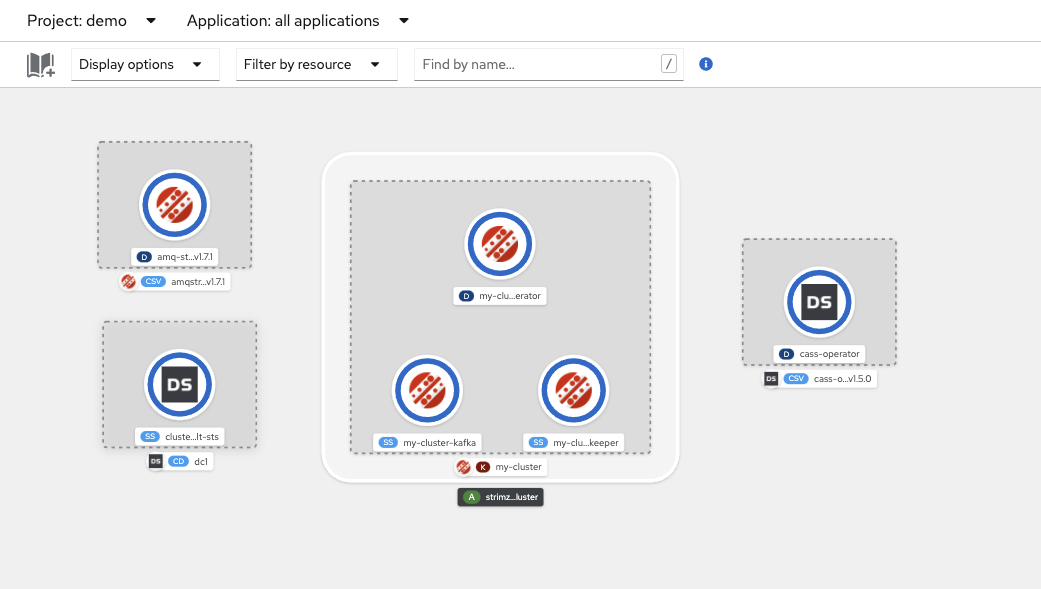 Project: demo
Application: all applications
Display options
Filter by resource
Find by name...
/
i
D amq-st...v1.7.1
CSV amqstr...v1.7.1
DS
SS cluste...lt-sts
DS CD dc1
D my-clu...erator
SS my-cluster-kafka
SS my-clu...keeper
K my-cluster
A strimz...luster
DS
D cass-operator
DS CSV cass-o...v1.5.0